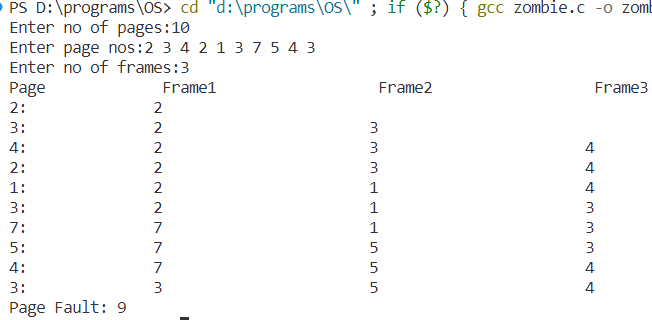 PS D:\programs\OS> cd "d:\programs\OS\" ; if ($?) { gcc zombie.c -o zomb
Enter no of pages:10
Enter page nos:2 3 4 2 1 3 7 5 4 3
Enter no of frames:3
Page Frame1 Frame2 Frame3
2: 2
3: 2 3
4: 2 3 4
2: 2 3 4
1: 2 1 4
3: 2 1 3
7: 7 1 3
5: 7 5 3
4: 7 5 4
3: 3 5 4
Page Fault: 9